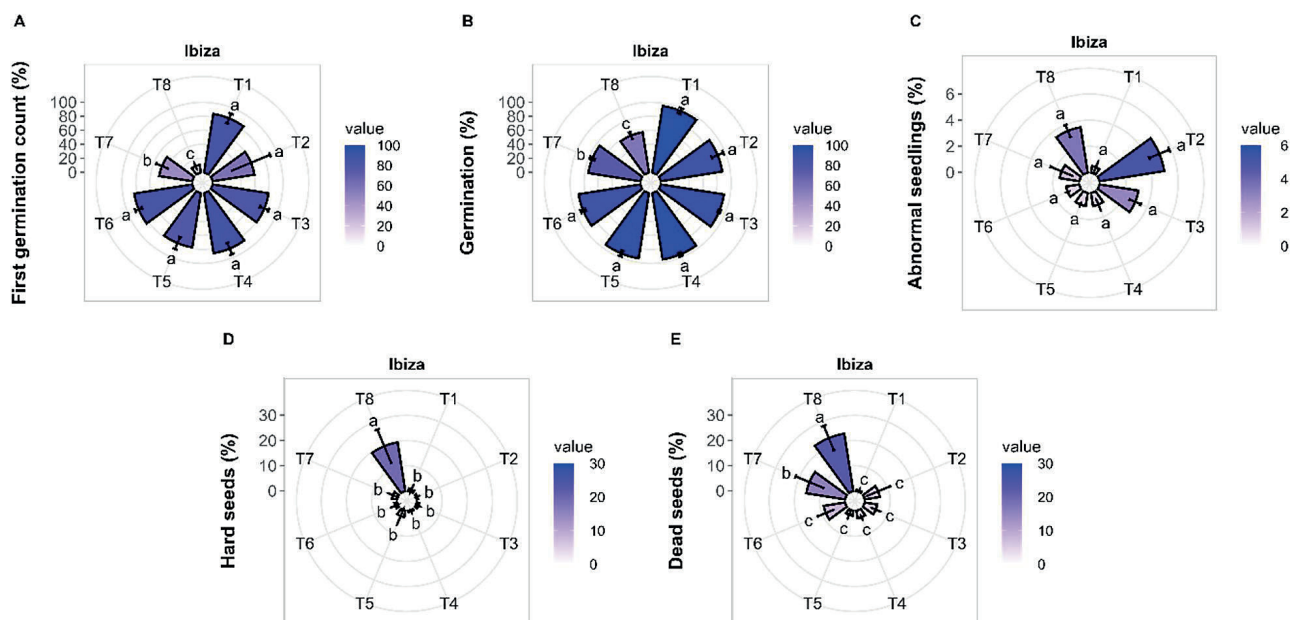 A
Ibiza
First germination count (%)
100
80
60
40
20
0
T8
T1
T7
T2
T6
T3
T5
T4
a
a
a
a
a
a
b
c
value
100
80
60
40
20
0
B
Ibiza
Germination (%)
100
80
60
40
20
0
T8
T1
T7
T2
T6
T3
T5
T4
a
a
a
a
a
a
b
c
value
100
80
60
40
20
0
C
Ibiza
Abnormal seedlings (%)
6
4
2
0
T8
T1
T7
T2
T6
T3
T5
T4
a
a
a
a
a
a
a
a
value
6
4
2
0
D
Ibiza
Hard seeds (%)
30
20
10
0
T8
T1
T7
T2
T6
T3
T5
T4
a
b
b
b
b
b
b
b
value
30
20
10
0
E
Ibiza
Dead seeds (%)
30
20
10
0
T8
T1
T7
T2
T6
T3
T5
T4
a
b
c
c
c
c
c
c
value
30
20
10
0